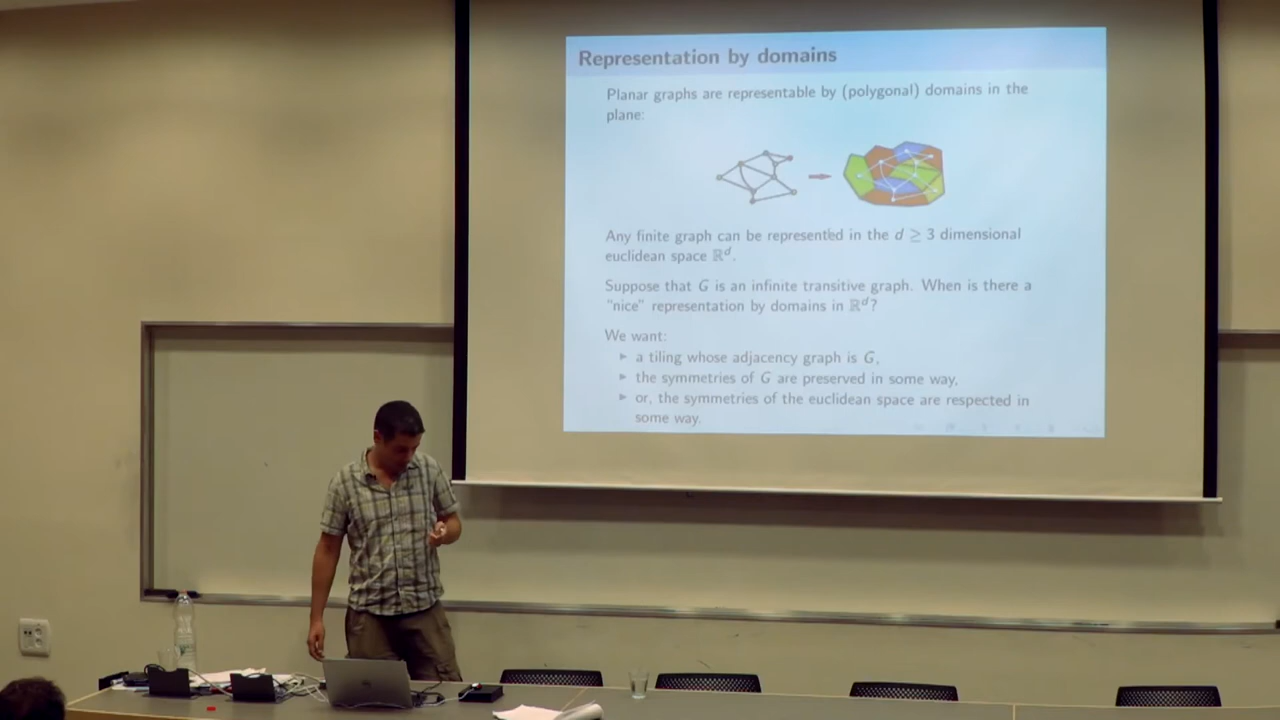 Representation by domains
Planar graphs are representable by (polygonal) domains in the
plane:
Any finite graph can be represented in the d ≥ 3 dimensional
euclidean space ℝᵈ.
Suppose that G is an infinite transitive graph. When is there a
"nice" representation by domains in ℝᵈ?
We want:
a tiling whose adjacency graph is G,
the symmetries of G are preserved in some way,
or, the symmetries of the euclidean space are respected in
some way.